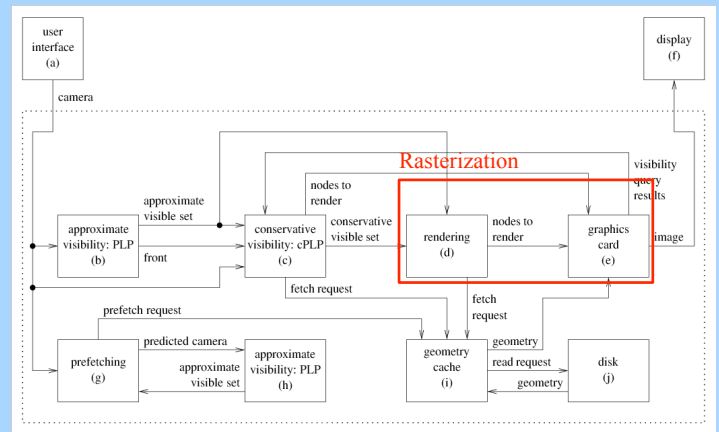 user
interface
(a)
display
(f)
camera
Rasterization
visibility
query
results
nodes to
render
approximate
visible set
approximate
visibility: PLP
(b)
front
conservative
visibility: cPLP
(c)
conservative
visible set
rendering
(d)
nodes to
render
graphics
card
(e)
image
fetch request
fetch
request
prefetch request
prefetching
(g)
predicted camera
approximate
visible set
approximate
visibility: PLP
(h)
geometry
cache
(i)
geometry
read request
geometry
disk
(j)